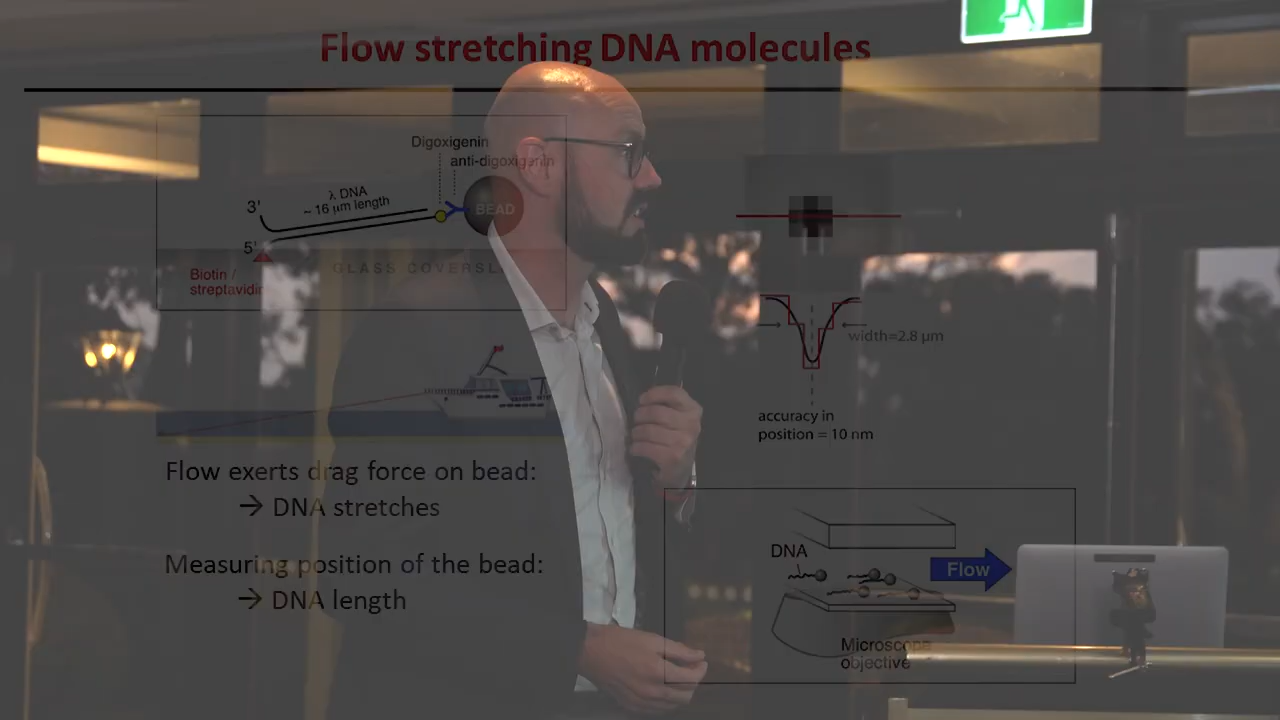 Flow stretching DNA molecules
Digoxigenin
anti-digoxigenin
λ DNA
~ 16 μm length
3'
5'
BEAD
Biotin /
streptavidin
GLASS COVERSL
width=2.8 μm
accuracy in
position = 10 nm
Flow exerts drag force on bead:
→ DNA stretches
Measuring position of the bead:
→ DNA length
DNA
Flow
Microscope
objective